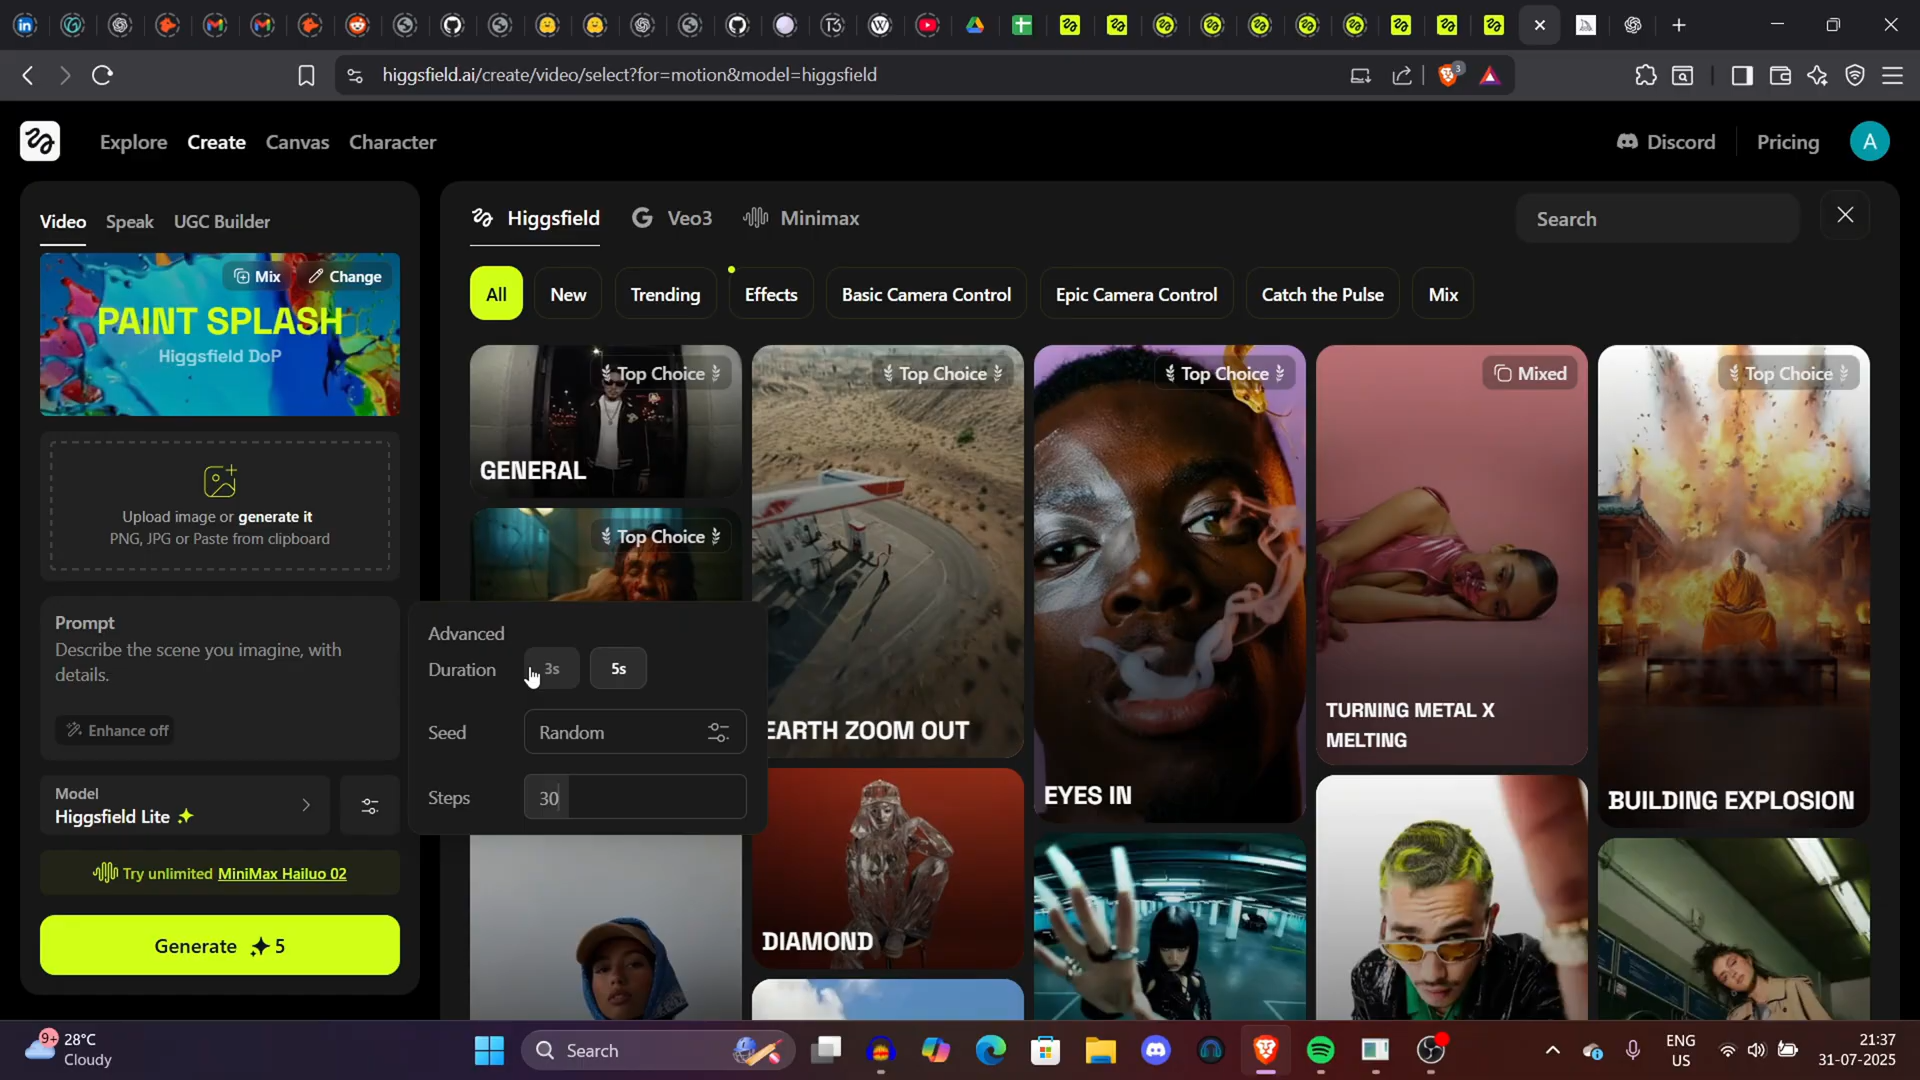 higgsfield.ai/create/video/select?for=motion&model=higgsfield
3
Explore
Create
Canvas
Character
Discord
Pricing
A
Video
Speak
UGC Builder
Mix
Change
PAINT SPLASH
Higgsfield DoP
Upload image or generate it
PNG, JPG or Paste from clipboard
Prompt
Describe the scene you imagine, with
details.
Enhance off
Model
Higgsfield Lite
Try unlimited MiniMax Hailuo 02
Generate 5
Advanced
Duration
3s
5s
Seed
Random
Steps
30
Higgsfield
Veo3
Minimax
Search
All
New
Trending
Effects
Basic Camera Control
Epic Camera Control
Catch the Pulse
Mix
Top Choice
GENERAL
Top Choice
Top Choice
EARTH ZOOM OUT
DIAMOND
Top Choice
EYES IN
Mixed
TURNING METAL X
MELTING
Top Choice
BUILDING EXPLOSION
9+
28°C
Cloudy
Search
ENG
US
21:37
31-07-2025